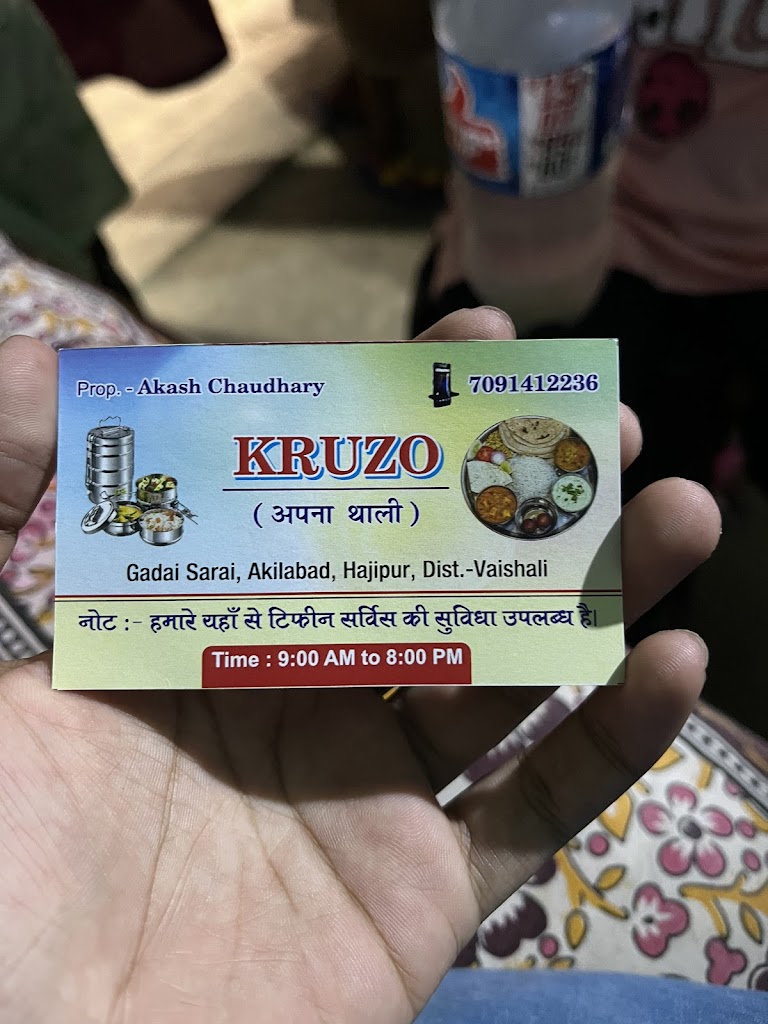 Prop. - Akash Chaudhary
7091412236
KRUZO
( अपना थाली )
Gadai Sarai, Akilabad, Hajipur, Dist.-Vaishali
नोट :- हमारे यहाँ से टिफीन सर्विस की सुविधा उपलब्ध है।
Time : 9:00 AM to 8:00 PM